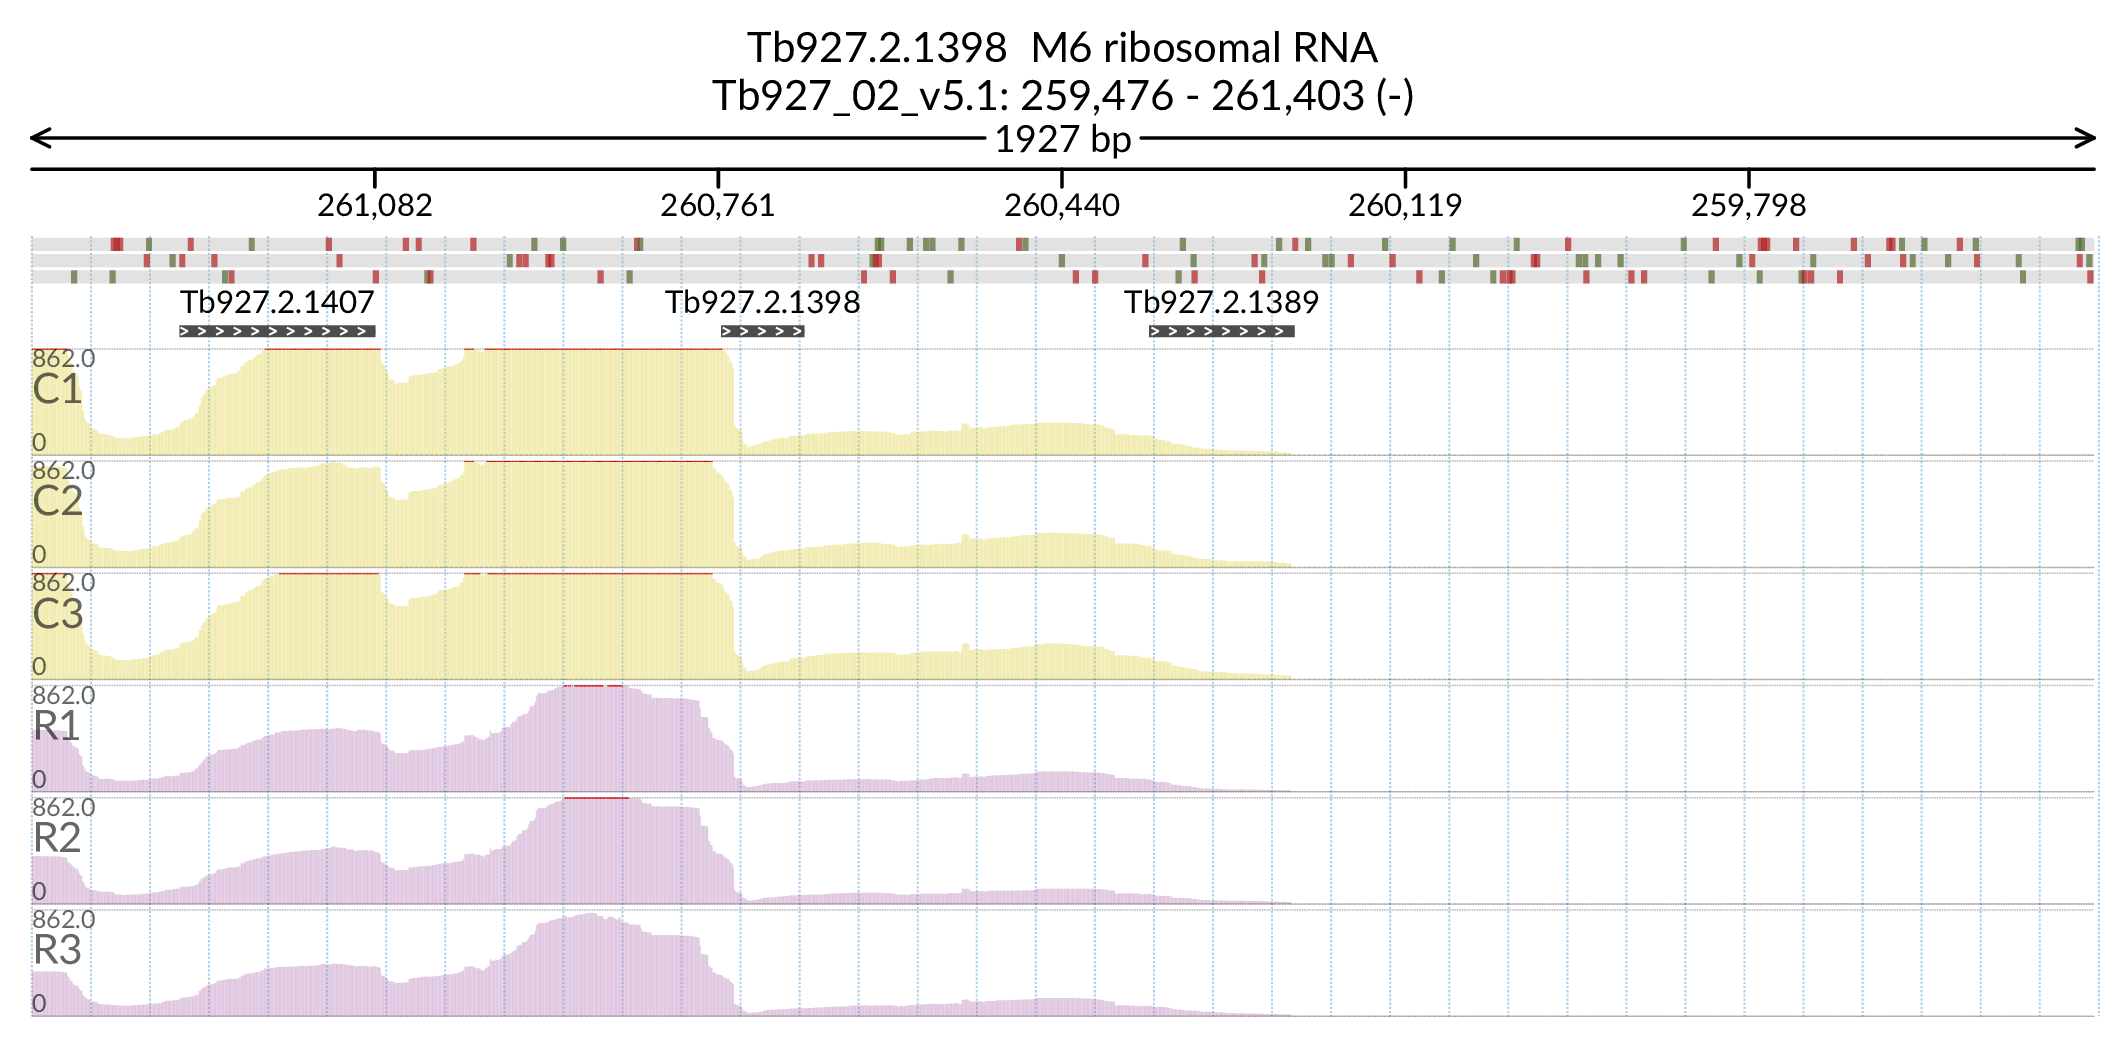 Tb927.2.1398 M6 ribosomal RNA
Tb927_02_v5.1: 259,476 - 261,403 (-)
1927 bp
261,082 260,761 260,440 260,119 259,798
Tb927.2.1407 Tb927.2.1398 Tb927.2.1389
862.0
C1
0
862.0
C2
0
862.0
C3
0
862.0
R1
0
862.0
R2
0
862.0
R3
0